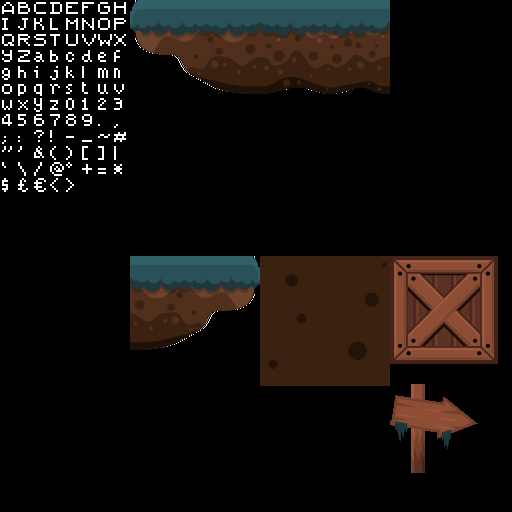 ABCDEFGH
IJKLMNOP
QRSTUVWX
YZabcdef
ghijklmn
opqrstuv
wxyz0123
456789.,
;:?!-_~#
"'&()[]|
`\/@°+=*
$£€<>